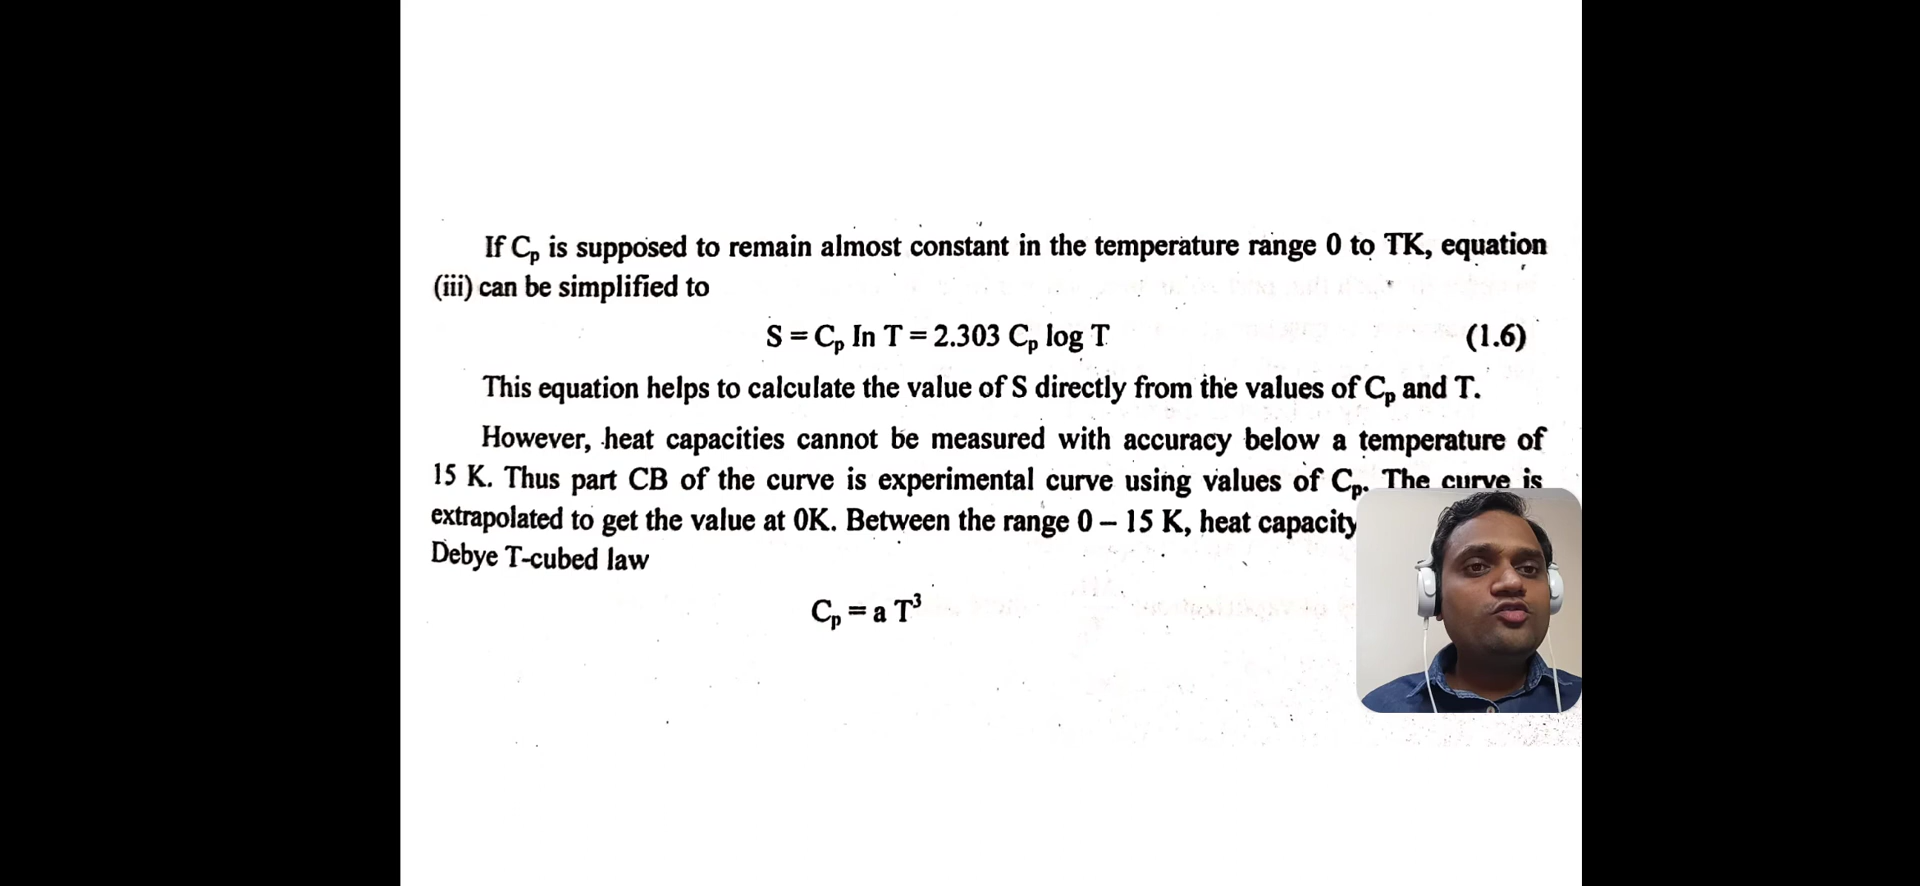 If Cp is supposed to remain almost constant in the temperature range 0 to TK, equation
(iii) can be simplified to
S = Cp In T = 2.303 Cp log T (1.6)
This equation helps to calculate the value of S directly from the values of Cp and T.
However, heat capacities cannot be measured with accuracy below a temperature of
15 K. Thus part CB of the curve is experimental curve using values of Cp. The curve is
extrapolated to get the value at 0K. Between the range 0 – 15 K, heat capacity
Debye T-cubed law
Cp = a T³